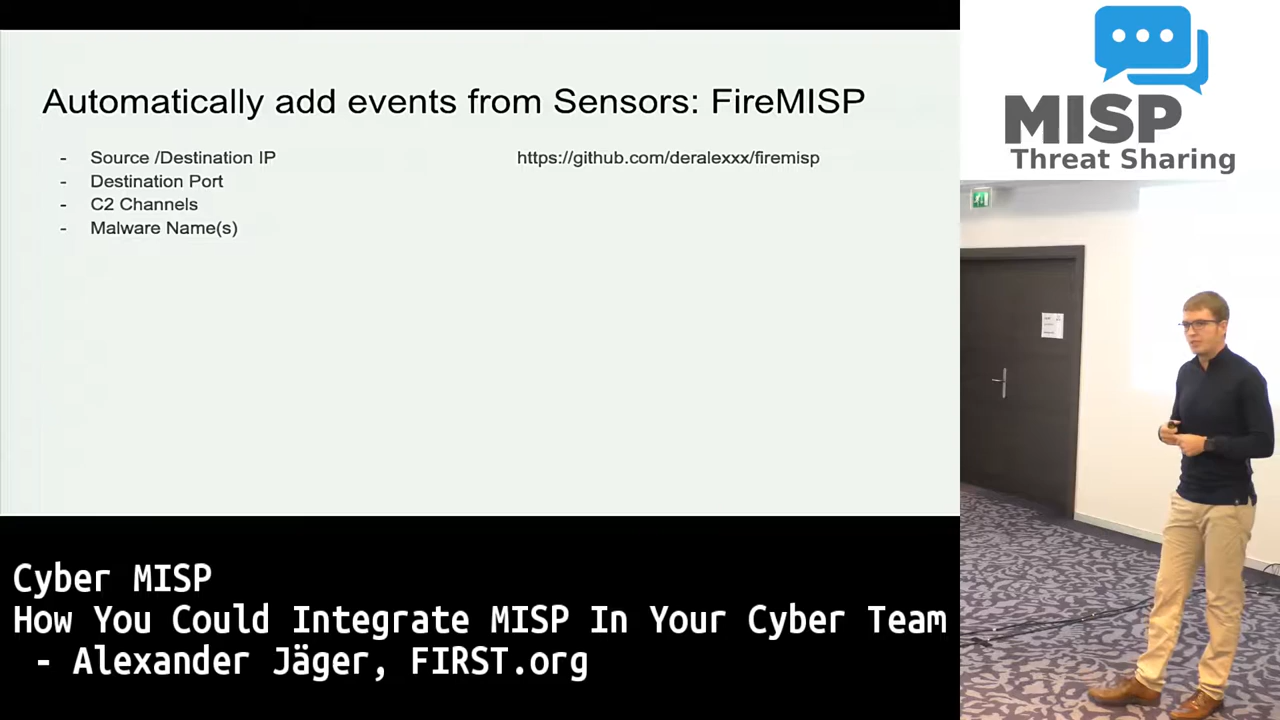 Automatically add events from Sensors: FireMISP
- Source /Destination IP
- Destination Port
- C2 Channels
- Malware Name(s)
https://github.com/deralexxx/firemisp
MISP
Threat Sharing
Cyber MISP
How You Could Integrate MISP In Your Cyber Team
- Alexander Jäger, FIRST.org